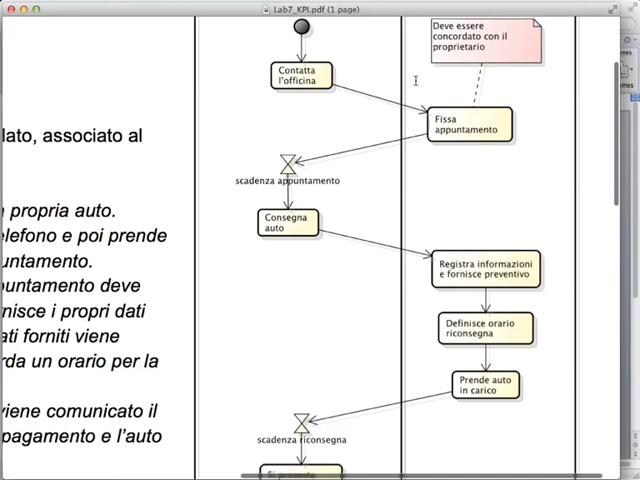 Lab7_KPI.pdf (1 page)
Deve essere
concordato con il
proprietario
Contatta
l'officina
Fissa
appuntamento
lato, associato al
scadenza appuntamento
propria auto.
Consegna
auto
elefono e poi prende
untamento.
Registra informazioni
e fornisce preventivo
puntamento deve
nisce i propri dati
Definisce orario
riconsegna
ati forniti viene
rda un orario per la
Prende auto
in carico
viene comunicato il
pagamento e l'auto
scadenza riconsegna